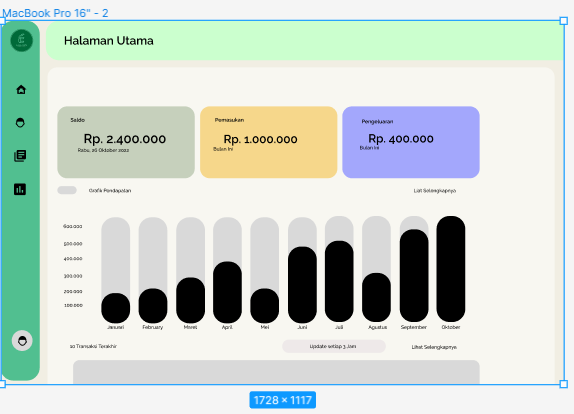 MacBook Pro 16" - 2
Halaman Utama
Saldo
Rp. 2.400.000
Rabu, 26 Oktober 2022
Pemasukan
Rp. 1.000.000
Bulan Ini
Pengeluaran
Rp. 400.000
Bulan Ini
Grafik Pendapatan
Liat Selengkapnya
600.000
500.000
400.000
300.000
200.000
100.000
Januari
February
Maret
April
Mei
Juni
Juli
Agustus
September
Oktober
10 Transaksi Terakhir
Update setiap 3 Jam
Lihat Selengkapnya
1728 × 1117